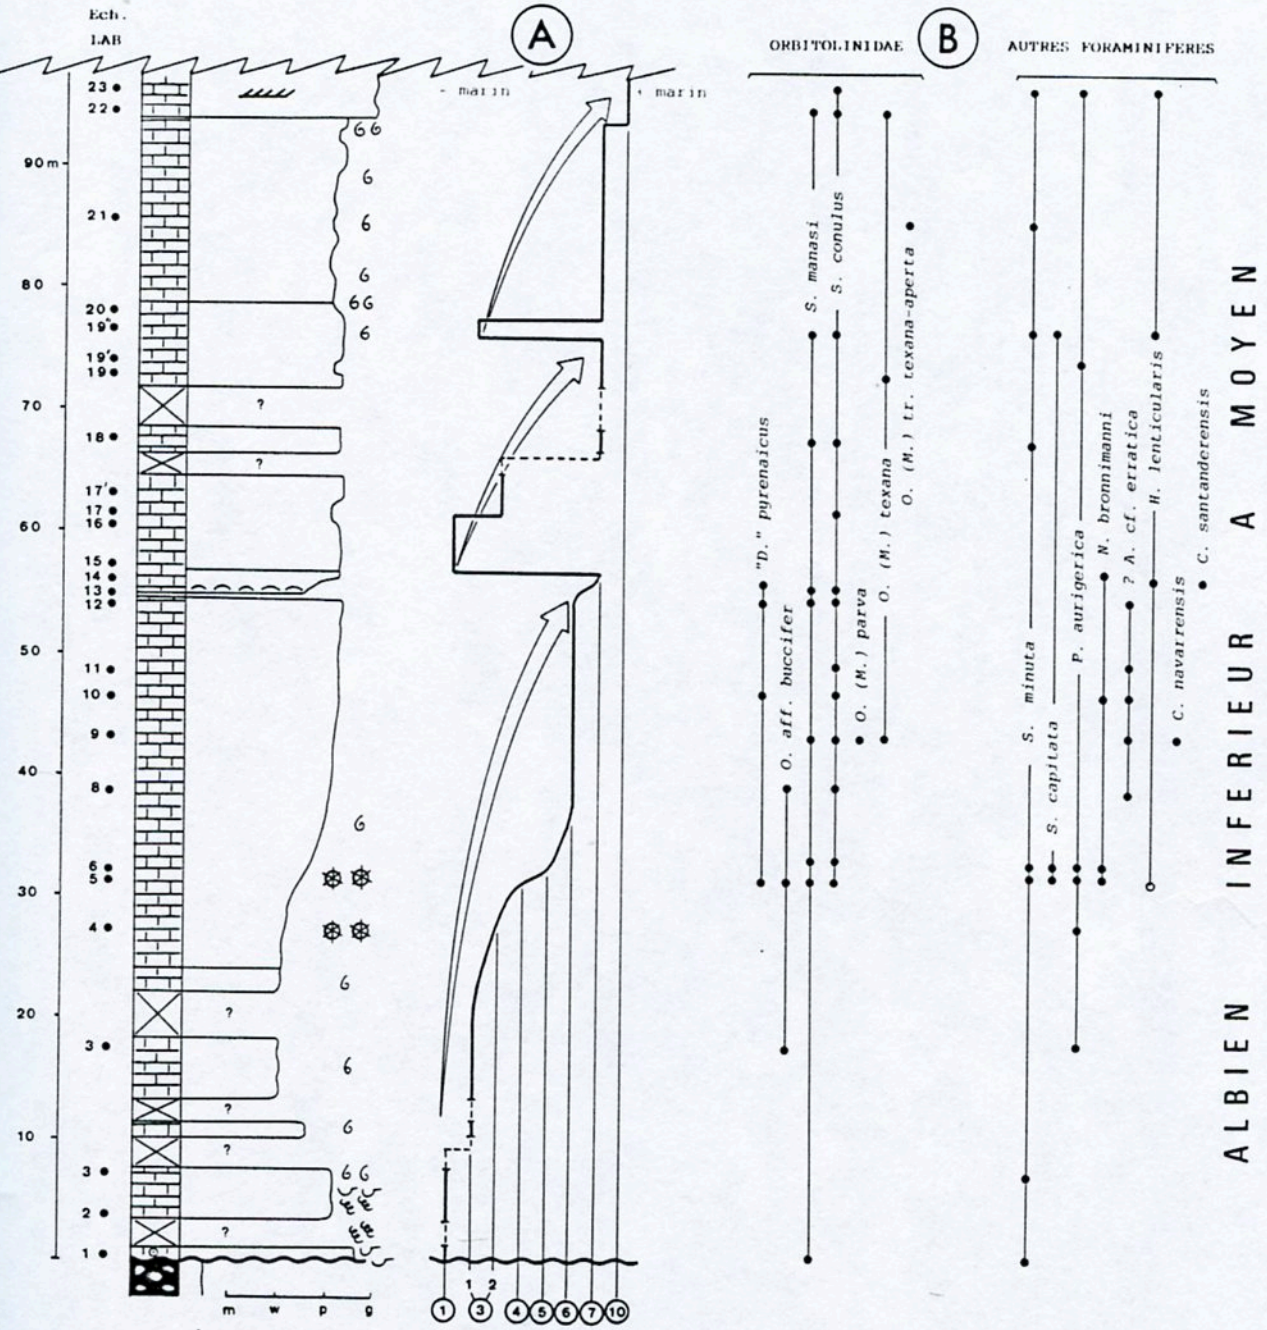 Ech.
LAB
A
B
ORBITOLINIDAE
AUTRES FORAMINIFERES
- marin
+ marin
23
22
90 m
21
80
20
19"
19'
19
70
?
18
?
17'
17
60
16
15
14
13
12
50
11
10
9
40
8
6
5
30
4
20
?
3
?
10
?
3
2
?
1
m w p g
1 2
1 3 4 5 6 7 10
"D." pyrenaicus
O. aff. buccifer
S. manasi
S. conulus
O. (M.) parva
O. (M.) texana
O. (M.) tr. texana-aperta
S. minuta
S. capitata
P. aurigerica
N. bronnimanni
? A. cf. erratica
H. lenticularis
C. navarrensis
C. santanderensis
ALBIEN INFERIEUR A MOYEN